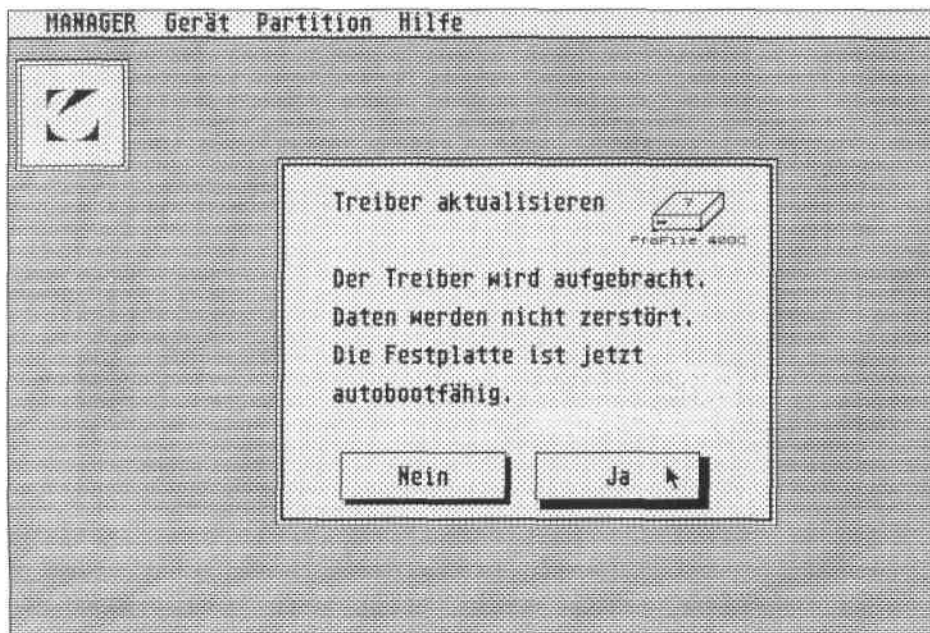 MANAGER Gerät Partition Hilfe
Treiber aktualisieren
?
ProFile 420C
Der Treiber wird aufgebracht.
Daten werden nicht zerstört.
Die Festplatte ist jetzt
autobootfähig.
Nein Ja